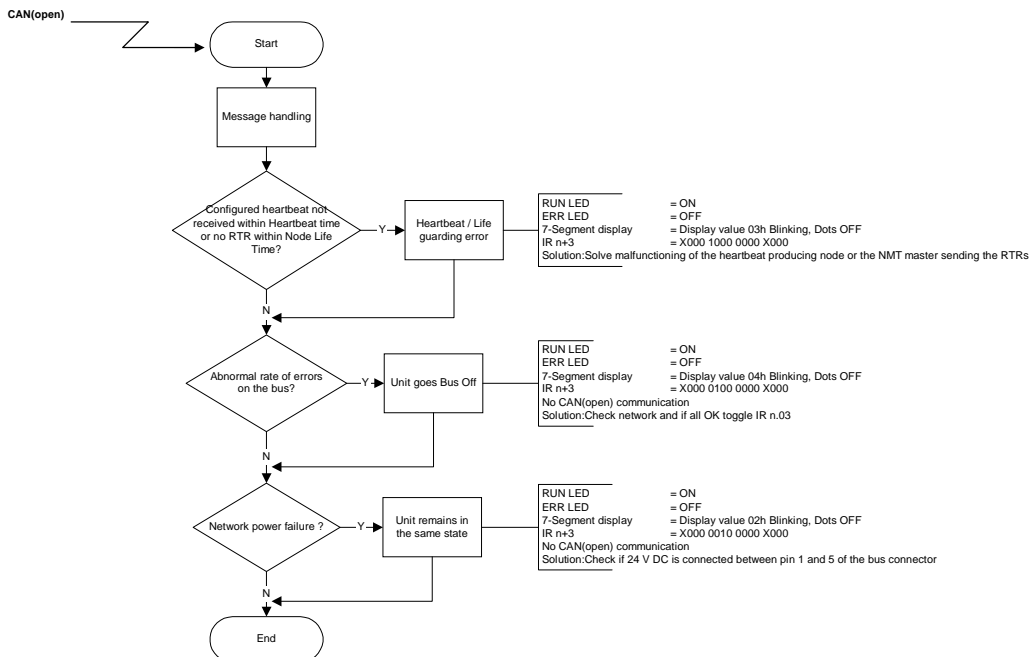 CAN(open)
Start
Message handling
Configured heartbeat not
received within Heartbeat time
or no RTR within Node Life
Time?
Y
Heartbeat / Life
guarding error
RUN LED = ON
ERR LED = OFF
7-Segment display = Display value 03h Blinking, Dots OFF
IR n+3 = X000 1000 0000 X000
Solution:Solve malfunctioning of the heartbeat producing node or the NMT master sending the RTRs
N
Abnormal rate of errors
on the bus?
Y
Unit goes Bus Off
RUN LED = ON
ERR LED = OFF
7-Segment display = Display value 04h Blinking, Dots OFF
IR n+3 = X000 0100 0000 X000
No CAN(open) communication
Solution:Check network and if all OK toggle IR n.03
N
Network power failure ?
Y
Unit remains in
the same state
RUN LED = ON
ERR LED = OFF
7-Segment display = Display value 02h Blinking, Dots OFF
IR n+3 = X000 0010 0000 X000
No CAN(open) communication
Solution:Check if 24 V DC is connected between pin 1 and 5 of the bus connector
N
End